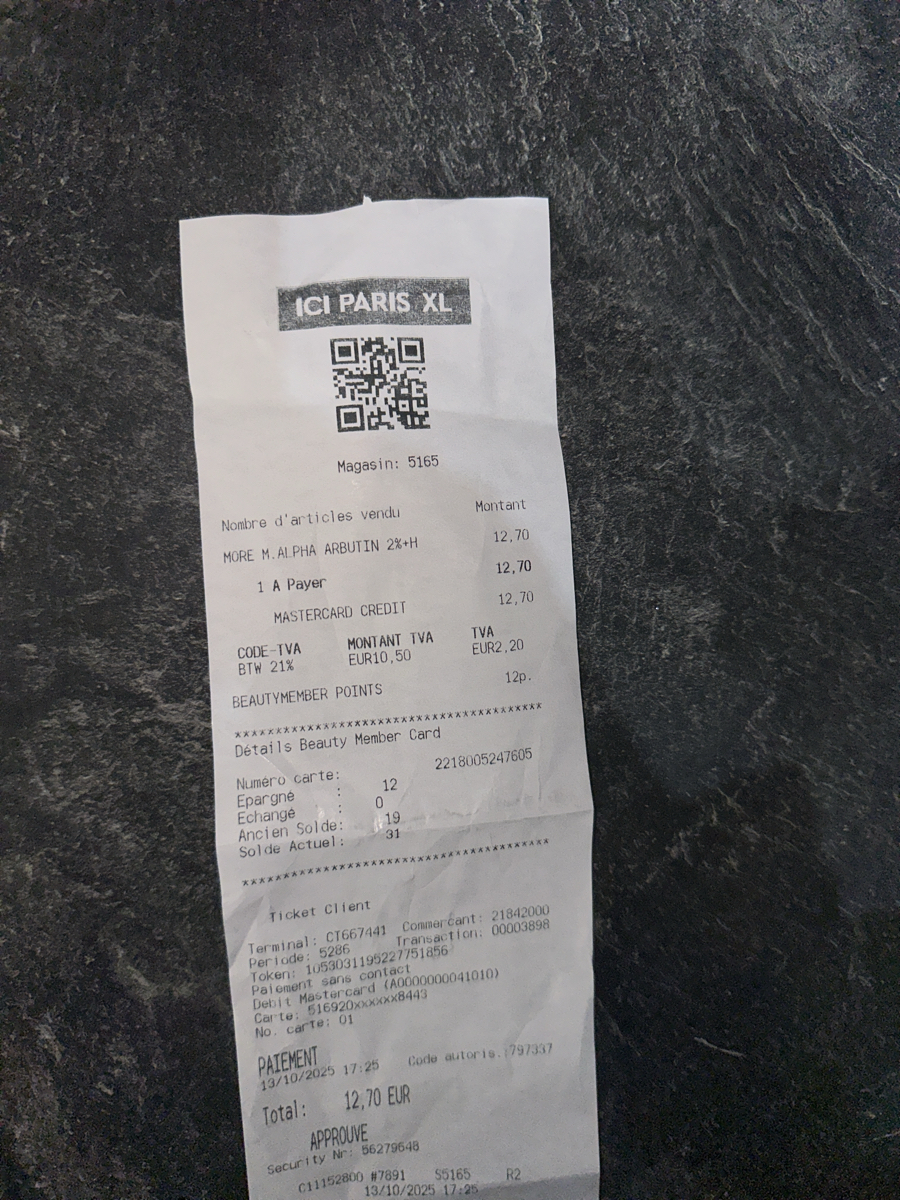 ICI PARIS XL
Magasin: 5165
Nombre d'articles vendu Montant
MORE M.ALPHA ARBUTIN 2%+H 12,70
1 A Payer 12,70
MASTERCARD CREDIT 12,70
CODE-TVA MONTANT TVA TVA
BTW 21% EUR10,50 EUR2,20
BEAUTYMEMBER POINTS 12p.
****************************************
Détails Beauty Member Card
Numéro carte: 2218005247605
Epargné : 12
Echangé : 0
Ancien Solde: 19
Solde Actuel: 31
****************************************
Ticket Client
Terminal: CT667441 Commercant: 21842000
Periode: 5286 Transaction: 00003898
Token: 1053031195227751856
Paiement sans contact
Debit Mastercard (A0000000041010)
Carte: 516920xxxxxx8443
No. carte: 01
PAIEMENT
13/10/2025 17:25 Code autoris.:797337
Total: 12,70 EUR
APPROUVE
Security Nr: 56279648
C11152800 #7891 S5165 R2
13/10/2025 17:25